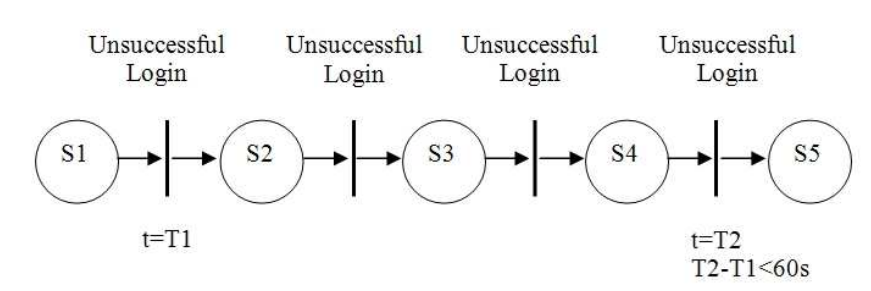 Unsuccessful
Login
Unsuccessful
Login
Unsuccessful
Login
Unsuccessful
Login
S1
S2
S3
S4
S5
t=T1
t=T2
T2-T1<60s